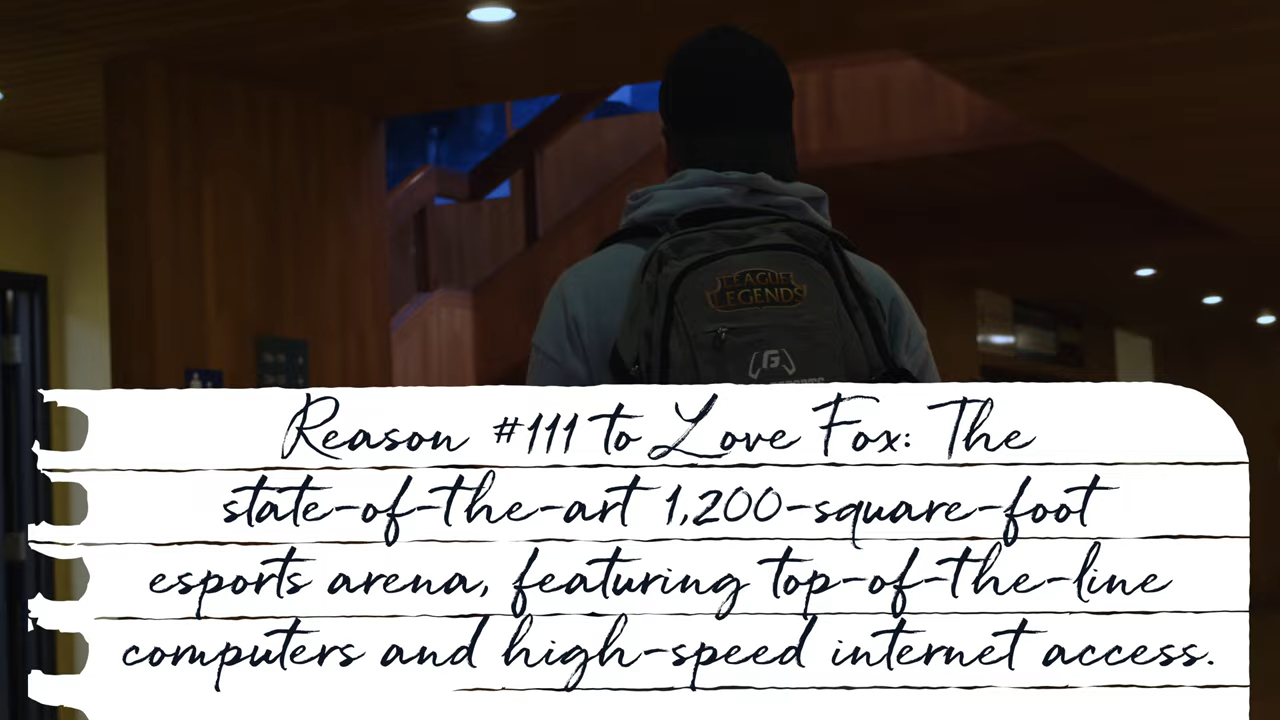 LEAGUE
LEGENDS
Reason #111 to Love Fox: The
state-of-the-art 1,200-square-foot
esports arena, featuring top-of-the-line
computers and high-speed internet access.